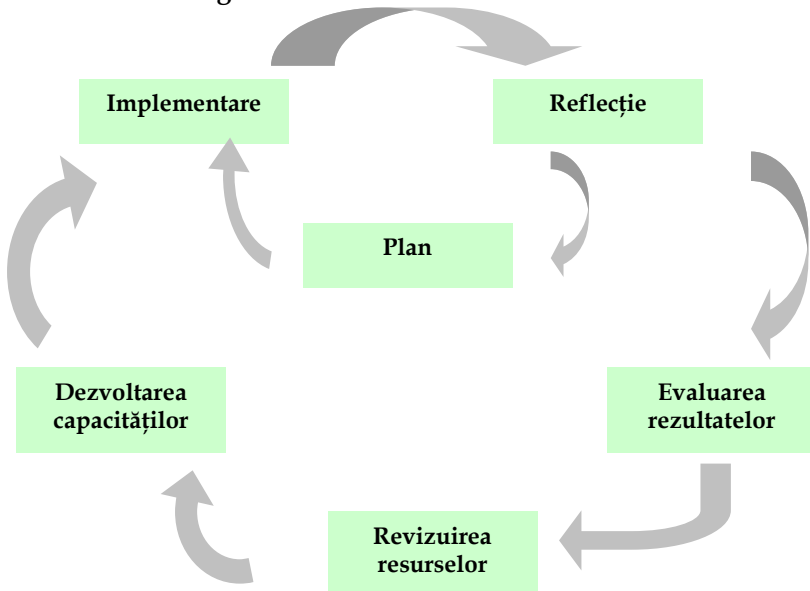 Implementare
Reflecție
Plan
Dezvoltarea
capacităților
Evaluarea
rezultatelor
Revizuirea
resurselor